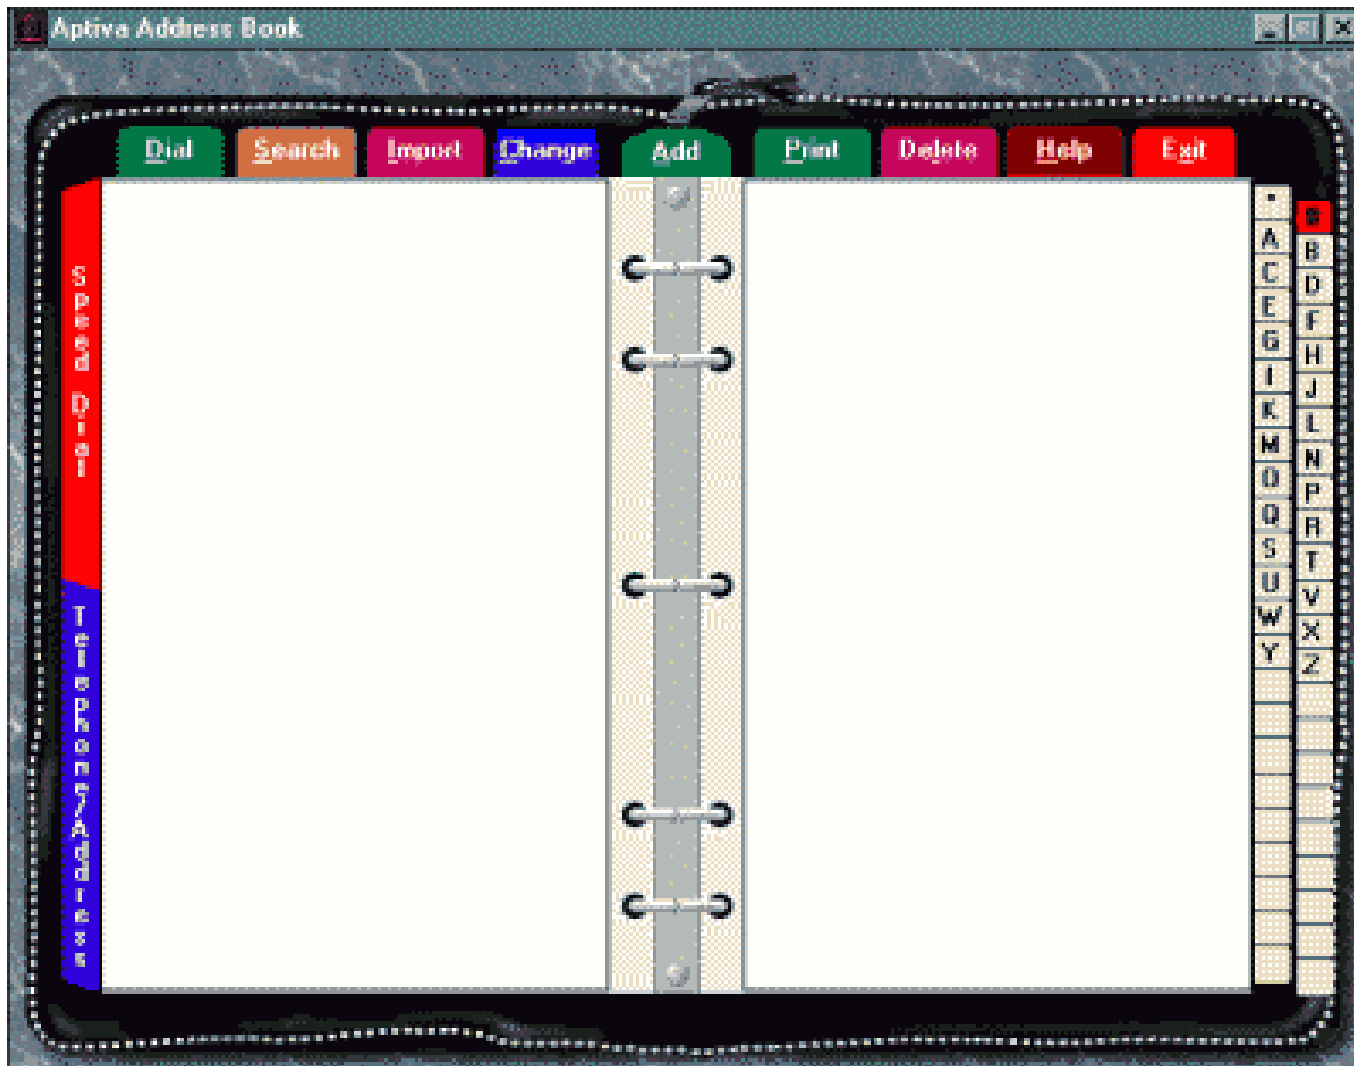 Aptiva Address Book
Dial Search Import Change Add Print Delete Help Exit
Speed Dial
Telephone/Address
*
A
C
E
G
I
K
M
O
Q
S
U
W
Y
B
D
F
H
J
L
N
P
R
T
V
X
Z